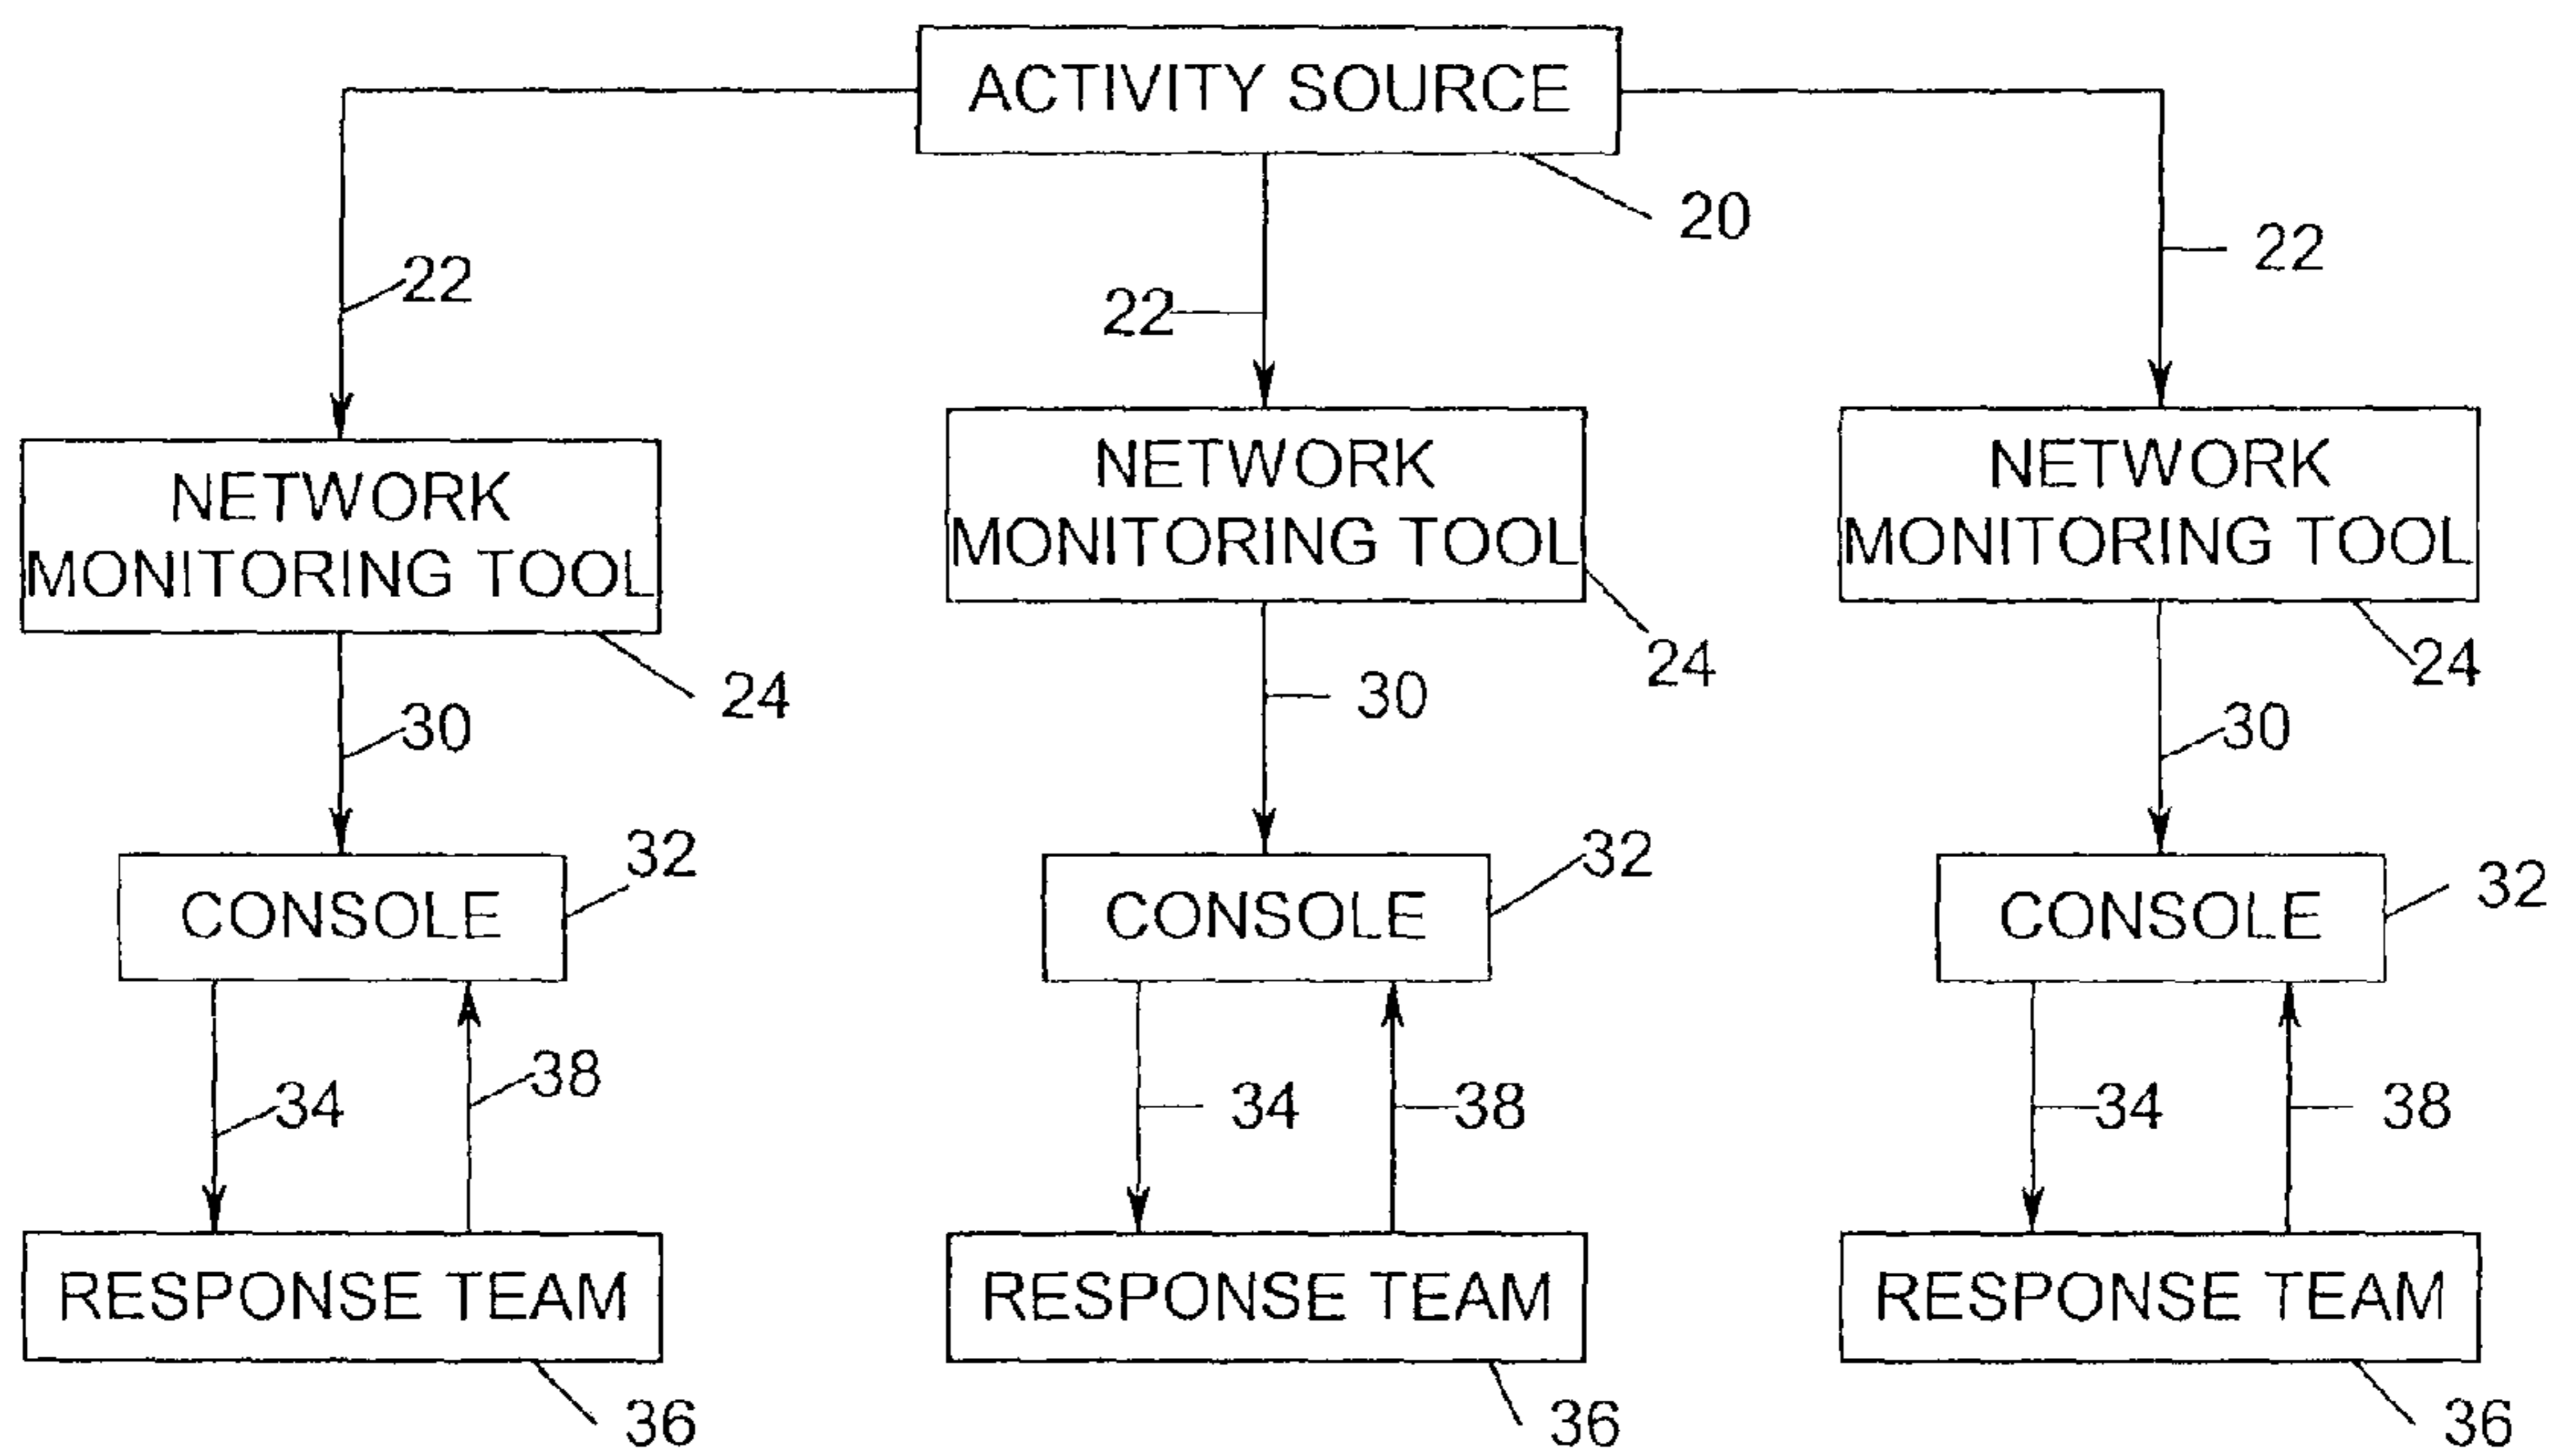 ACTIVITY SOURCE
20
22
22
22
NETWORK
MONITORING TOOL
24
NETWORK
MONITORING TOOL
24
NETWORK
MONITORING TOOL
24
30
30
30
CONSOLE
32
CONSOLE
32
CONSOLE
32
34
38
34
38
34
38
RESPONSE TEAM
36
RESPONSE TEAM
36
RESPONSE TEAM
36